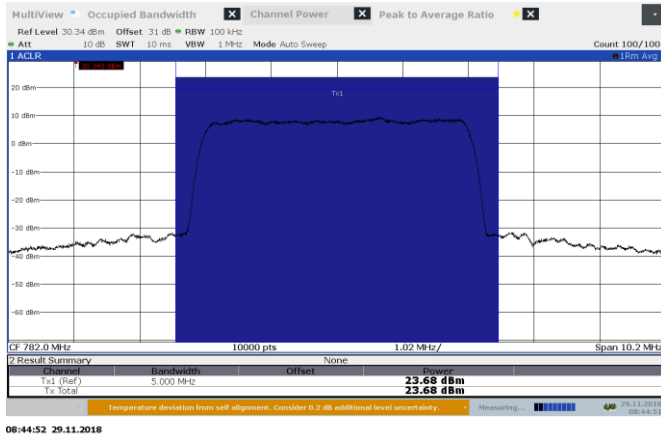 MultiView Occupied Bandwidth X Channel Power X Peak to Average Ratio X
Ref Level 30.34 dBm Offset 31 dB RBW 100 kHz
Att 10 dB SWT 10 ms VBW 1 MHz Mode Auto Sweep Count 100/100
1 ACLR 1Rm Avg
30.340 dBm
Tx1
20 dBm
10 dBm
0 dBm
-10 dBm
-20 dBm
-30 dBm
-40 dBm
-50 dBm
-60 dBm
CF 782.0 MHz 10000 pts 1.02 MHz/ Span 10.2 MHz
2 Result Summary None
Channel Bandwidth Offset Power
Tx1 (Ref) 5.000 MHz 23.68 dBm
Tx Total 23.68 dBm
Temperature deviation from self alignment. Consider 0.2 dB additional level uncertainty. Measuring... 29.11.2018
08:44:51
08:44:52 29.11.2018